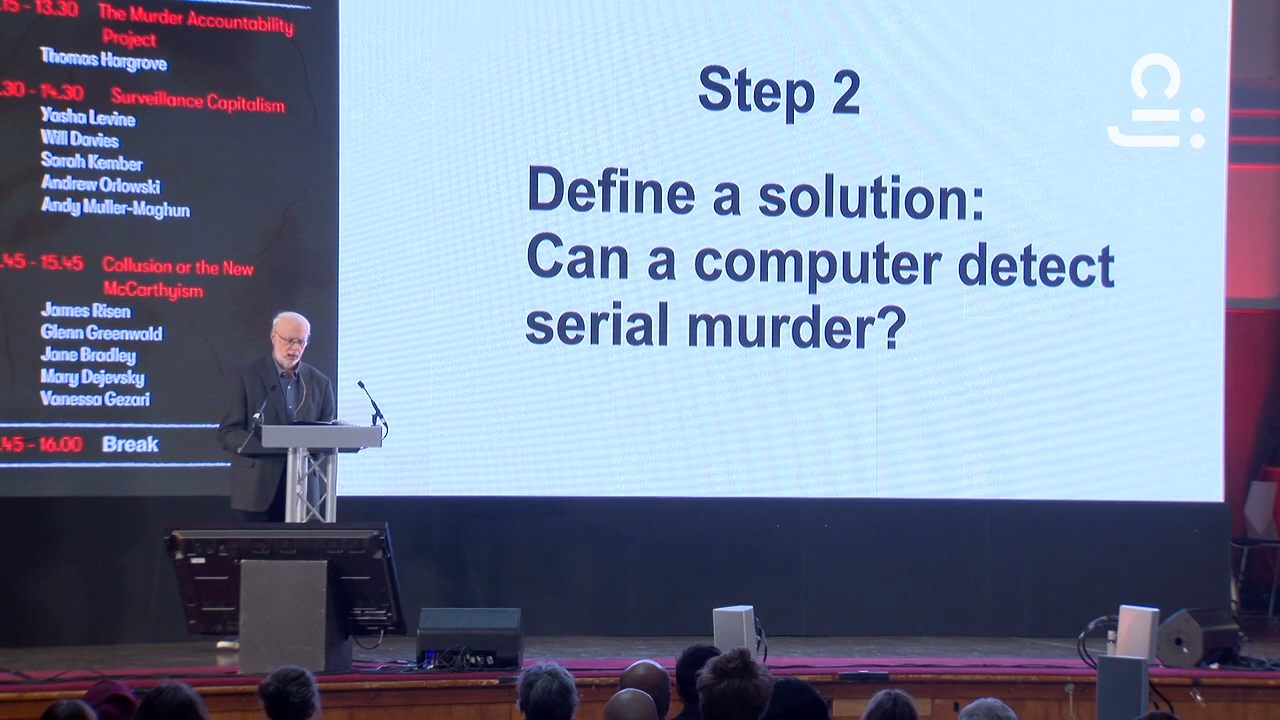 .15 - 13.30 The Murder Accountability
Project
Thomas Hargrove
.30 - 14.30 Surveillance Capitalism
Yasha Levine
Will Davies
Sarah Kember
Andrew Orlowski
Andy Muller-Maghun
.45 - 15.45 Collusion or the New
McCarthyism
James Risen
Glenn Greenwald
Jane Bradley
Mary Dejevsky
Vanessa Gezari
.45 - 16.00 Break
Step 2
Define a solution:
Can a computer detect
serial murder?
cij